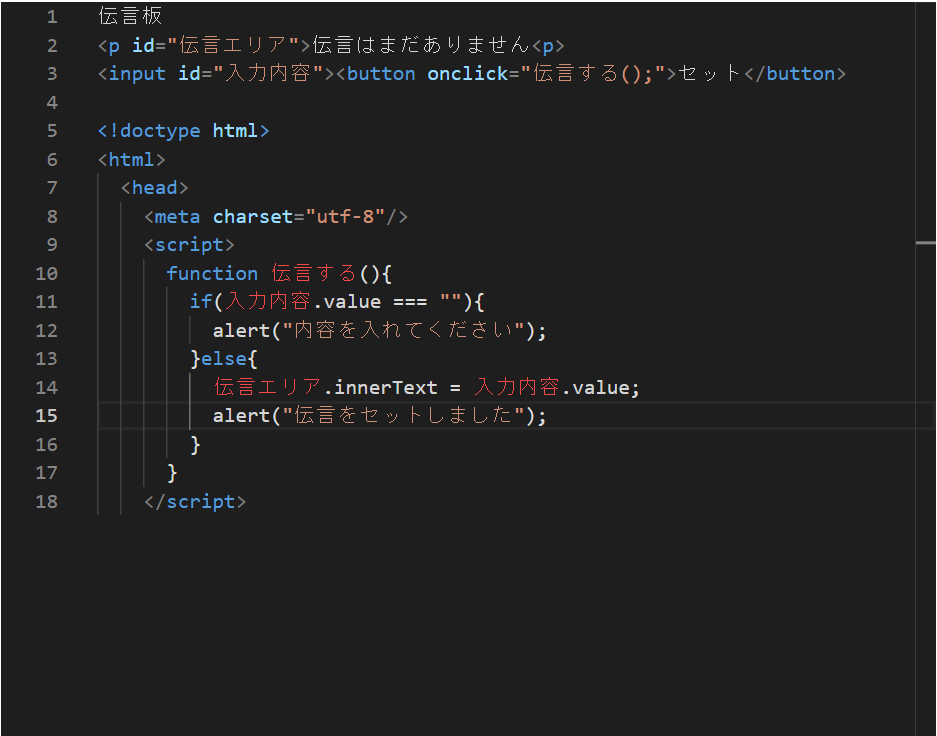 1 伝言板
2 <p id="伝言エリア">伝言はまだありません<p>
3 <input id="入力内容"><button onclick="伝言する();">セット</button>
4
5 <!doctype html>
6 <html>
7 <head>
8 <meta charset="utf-8"/>
9 <script>
10 function 伝言する(){
11 if(入力内容.value === ""){
12 alert("内容を入れてください");
13 }else{
14 伝言エリア.innerText = 入力内容.value;
15 alert("伝言をセットしました");
16 }
17 }
18 </script>